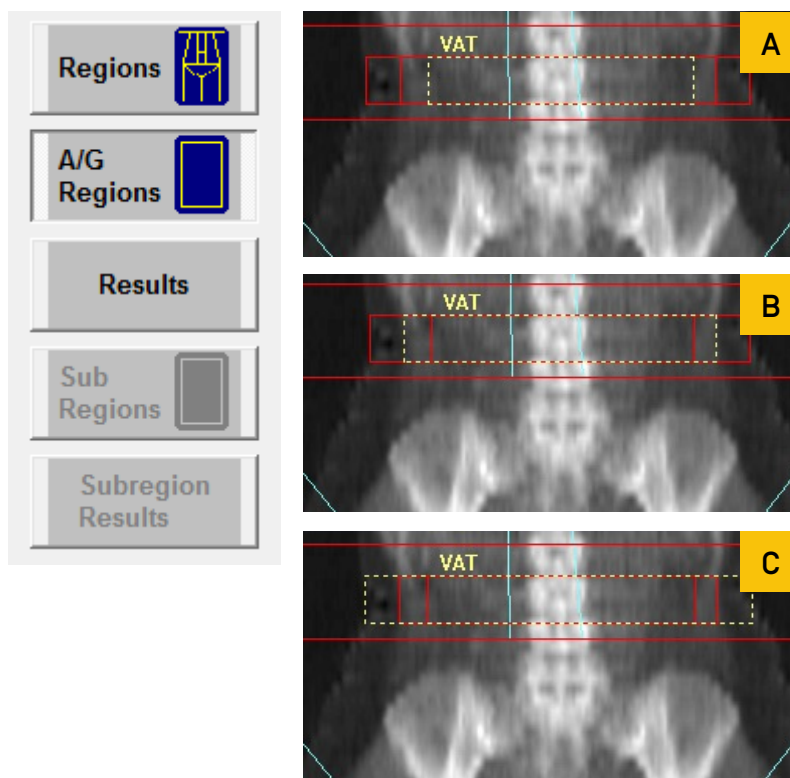 Regions
A/G
Regions
Results
Sub
Regions
Subregion
Results
VAT
A
VAT
B
VAT
C